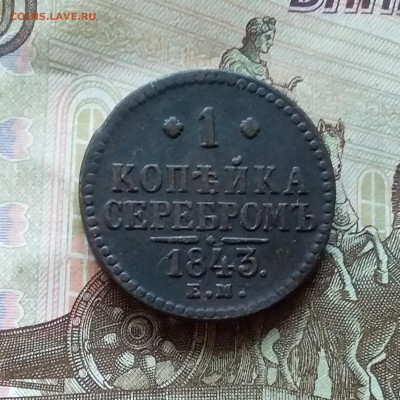 COINS.LAVE.RU
1
КОПѢЙКА
СЕРЕБРОМЪ
1843.
Е.М.